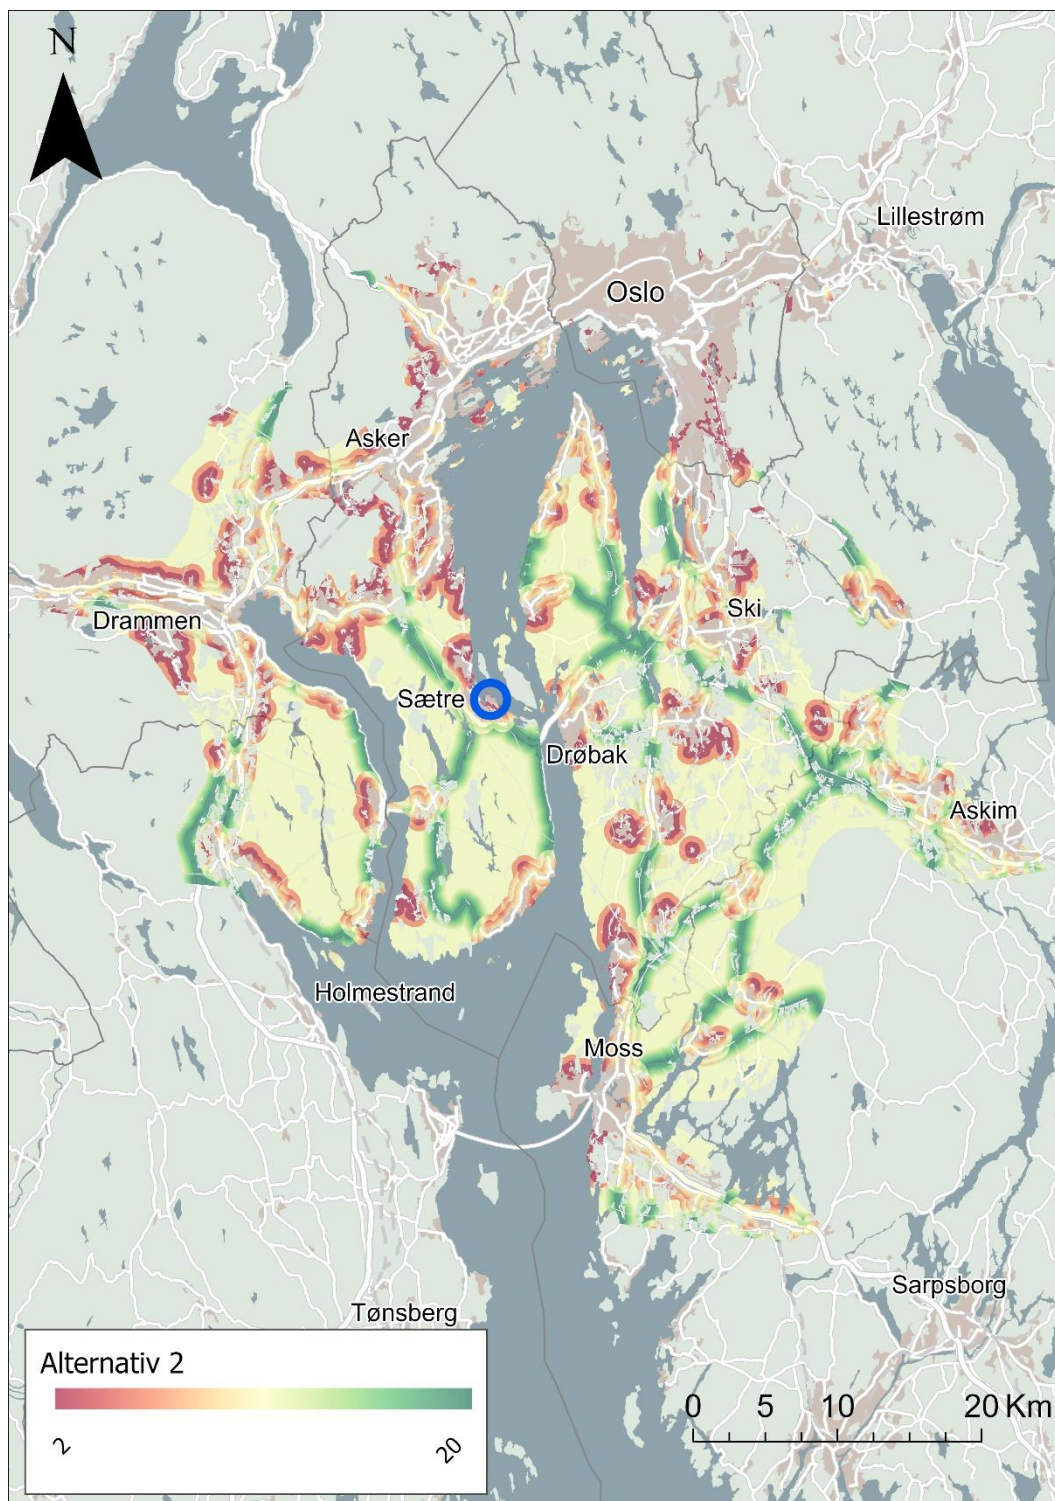 N
Lillestrøm
Oslo
Asker
Drammen
Ski
Sætre
Drøbak
Askim
Holmestrand
Moss
Sarpsborg
Tønsberg
Alternativ 2
2
20
0 5 10 20 Km